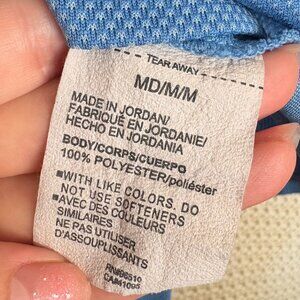 TEAR AWAY
MD/M/M
MADE IN JORDAN/
FABRIQUÉ EN JORDANIE/
HECHO EN JORDANIA
BODY/CORPS/CUERPO
100% POLYESTER/poliéster
■WITH LIKE COLORS. DO
NOT USE SOFTENERS
■AVEC DES COULEURS
SIMILAIRES
NE PAS UTILISER
D'ASSOUPLISSANTS